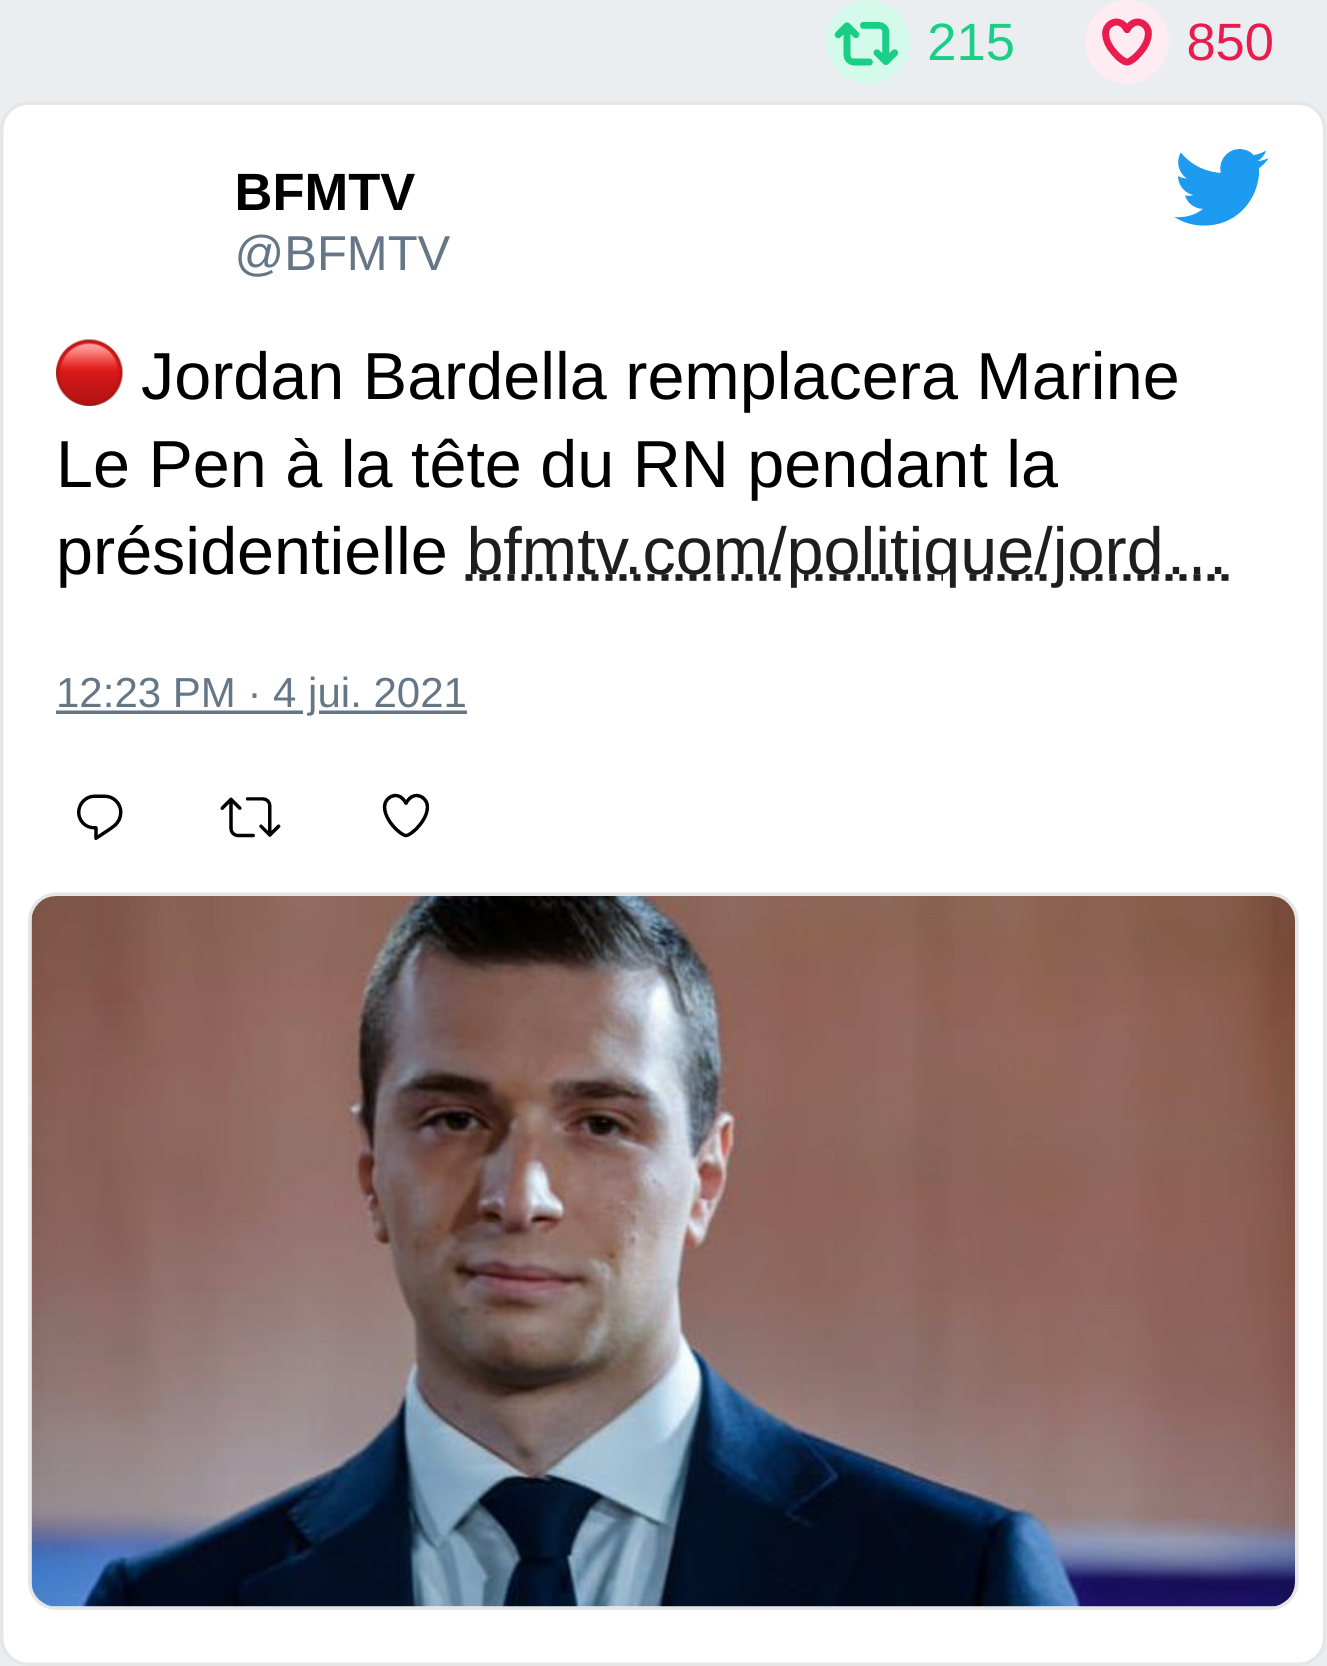 215 850
BFMTV
@BFMTV
🔴 Jordan Bardella remplacera Marine
Le Pen à la tête du RN pendant la
présidentielle bfmtv.com/politique/jord…
12:23 PM · 4 jui. 2021